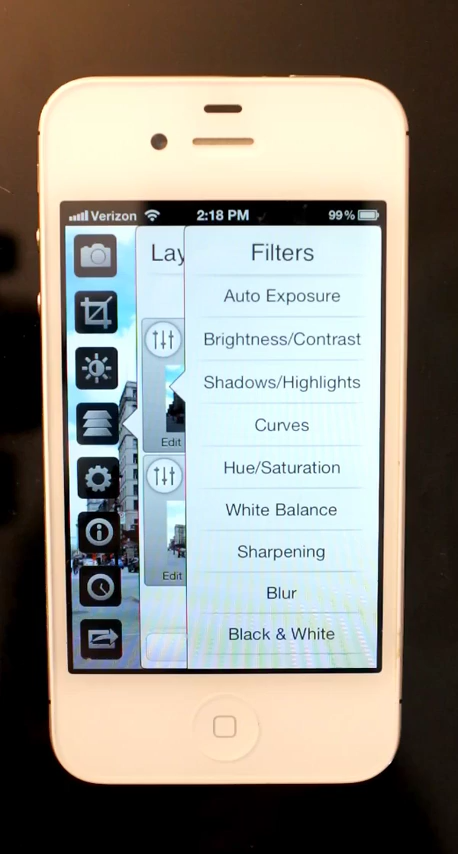 Verizon 2:18 PM 99%
Lay
Filters
Auto Exposure
Brightness/Contrast
Shadows/Highlights
Curves
Hue/Saturation
White Balance
Sharpening
Blur
Black & White
Edit
Edit